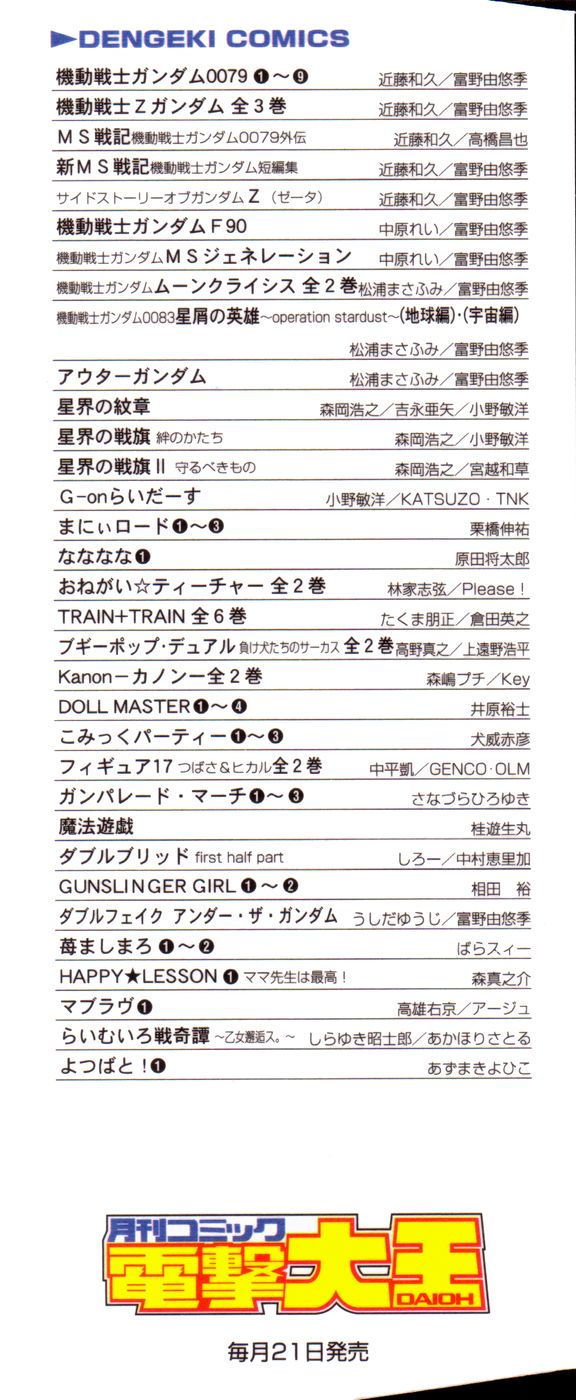 ▶DENGEKI COMICS
機動戦士ガンダム0079 ❶～❾ 近藤和久／富野由悠季
機動戦士Ζガンダム 全3巻 近藤和久／富野由悠季
ＭＳ戦記機動戦士ガンダム0079外伝 近藤和久／高橋昌也
新ＭＳ戦記機動戦士ガンダム短編集 近藤和久／富野由悠季
サイドストーリーオブガンダム Ζ（ゼータ） 近藤和久／富野由悠季
機動戦士ガンダムＦ90 中原れい／富野由悠季
機動戦士ガンダムＭＳジェネレーション 中原れい／富野由悠季
機動戦士ガンダムムーンクライシス 全2巻 松浦まさふみ／富野由悠季
機動戦士ガンダム0083星屑の英雄～operation stardust～(地球編)・(宇宙編)
松浦まさふみ／富野由悠季
アウターガンダム 松浦まさふみ／富野由悠季
星界の紋章 森岡浩之／吉永亜矢／小野敏洋
星界の戦旗 絆のかたち 森岡浩之／小野敏洋
星界の戦旗Ⅱ 守るべきもの 森岡浩之／宮越和草
G-onらいだーす 小野敏洋／KATSUZO・TNK
まにぃロード❶～❸ 栗橋伸祐
なななな❶ 原田将太郎
おねがい☆ティーチャー 全2巻 林家志弦／Please！
TRAIN+TRAIN 全6巻 たくま朋正／倉田英之
ブギーポップ・デュアル 負け犬たちのサーカス 全2巻 高野真之／上遠野浩平
Kanon－カノン－全2巻 森嶋プチ／Key
DOLL MASTER❶～❹ 井原裕士
こみっくパーティー❶～❸ 犬威赤彦
フィギュア17 つばさ＆ヒカル全2巻 中平凱／GENCO・OLM
ガンパレード・マーチ❶～❸ さなづらひろゆき
魔法遊戯 桂遊生丸
ダブルブリッド first half part しろー／中村恵里加
GUNSLINGER GIRL❶～❷ 相田　裕
ダブルフェイク アンダー・ザ・ガンダム うしだゆうじ／富野由悠季
苺ましまろ❶～❷ ばらスィー
HAPPY★LESSON ❶ ママ先生は最高！ 森真之介
マブラヴ❶ 高雄右京／アージュ
らいむいろ戦奇譚 ～乙女邂逅ス。～ しらゆき昭士郎／あかほりさとる
よつばと！❶ あずまきよひこ
月刊コミック
電撃大王
DAIOH
毎月21日発売